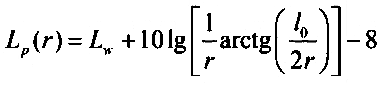 L_p(r) = L_w + 10 lg[1/r arctg(l_0/2r)] − 8